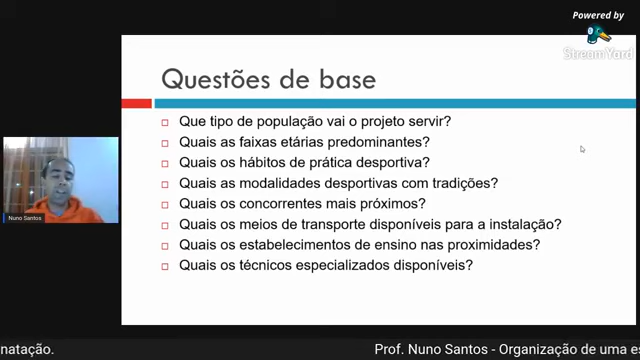 Powered by
StreamYard
Questões de base
Que tipo de população vai o projeto servir?
Quais as faixas etárias predominantes?
Quais os hábitos de prática desportiva?
Quais as modalidades desportivas com tradições?
Quais os concorrentes mais próximos?
Quais os meios de transporte disponíveis para a instalação?
Quais os estabelecimentos de ensino nas proximidades?
Quais os técnicos especializados disponíveis?
Nuno Santos
natação.
Prof. Nuno Santos - Organização de uma es